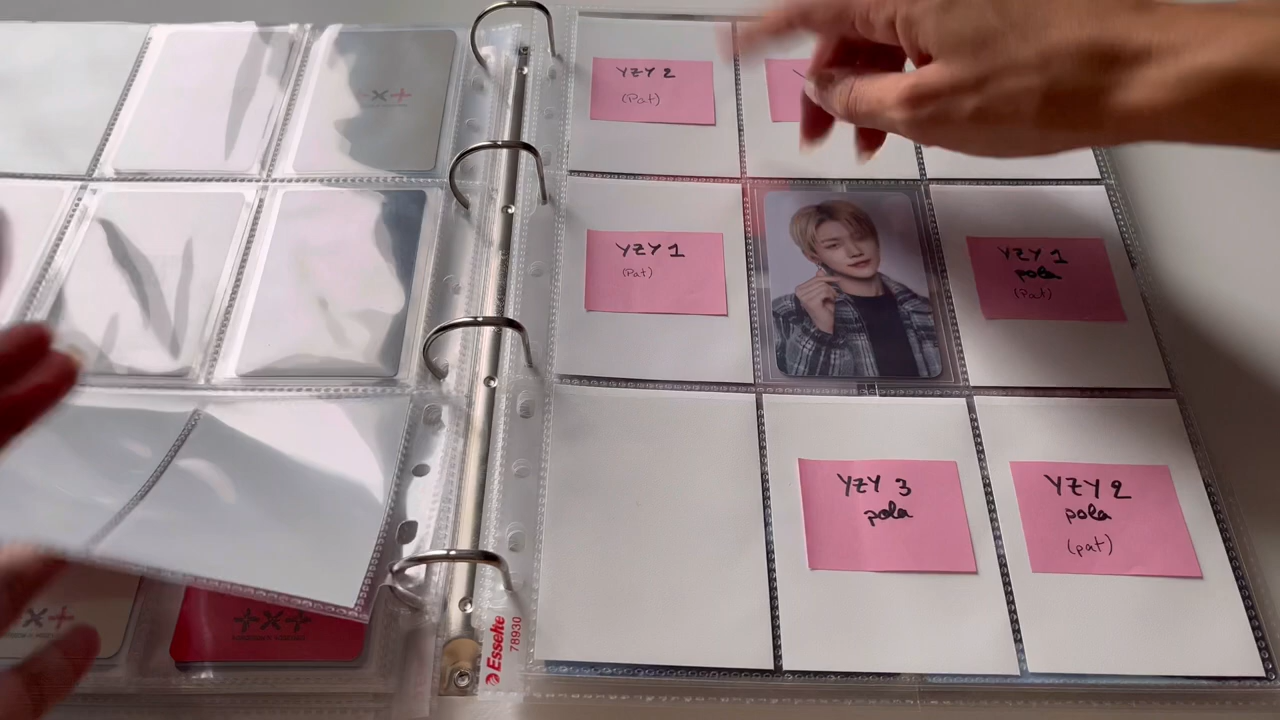 YZY 2
(Pat)
YZY 1
(Pat)
YZY 1
pola
(Pat)
YZY 3
pola
YZY 2
pola
(pat)
Esselte
78930